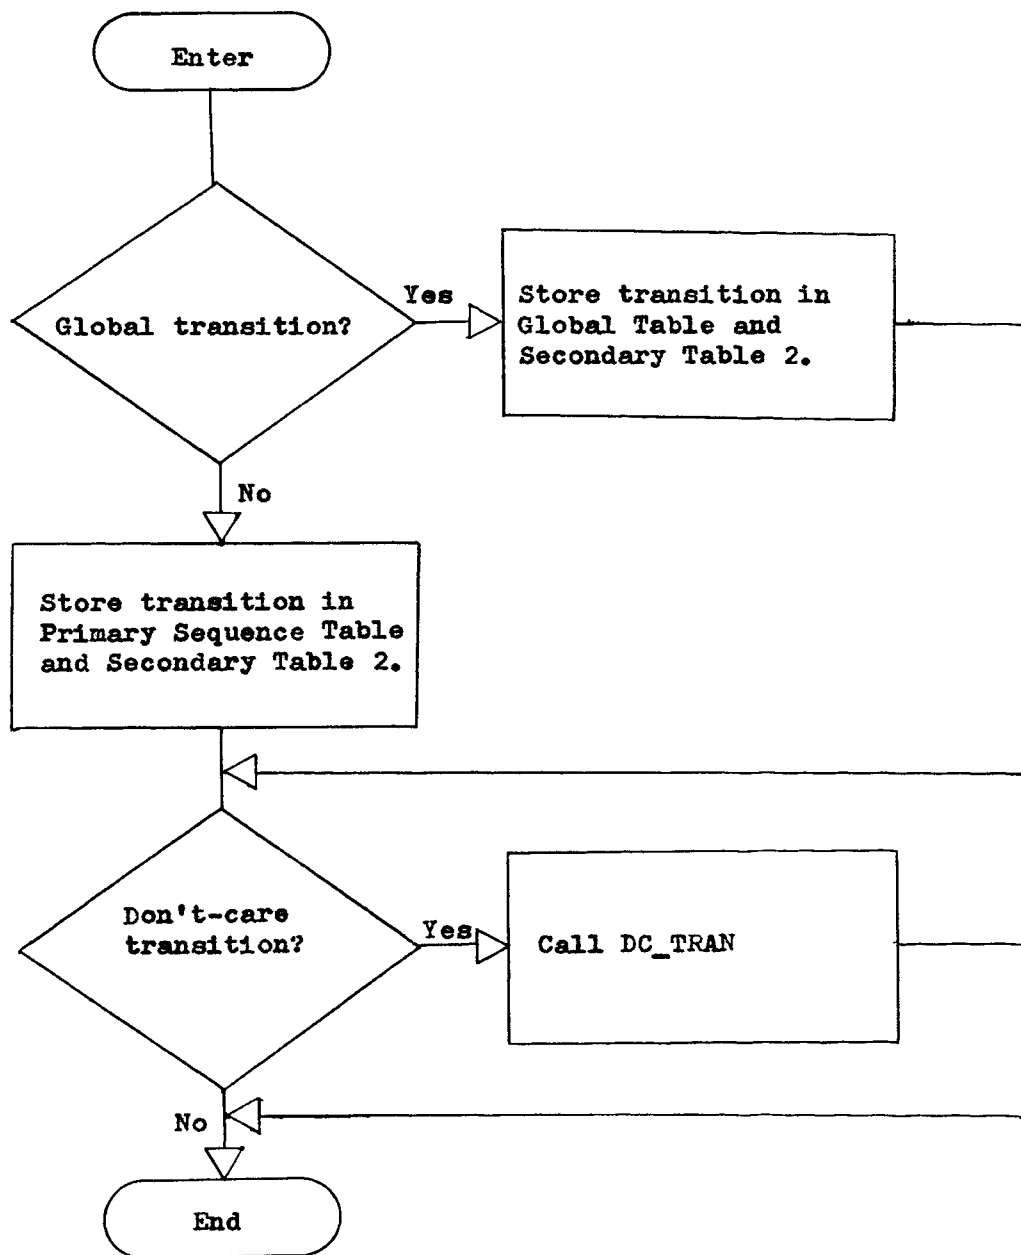 Enter
Global transition?
Yes
Store transition in
Global Table and
Secondary Table 2.
No
Store transition in
Primary Sequence Table
and Secondary Table 2.
Don't-care
transition?
Yes
Call DC_TRAN
No
End